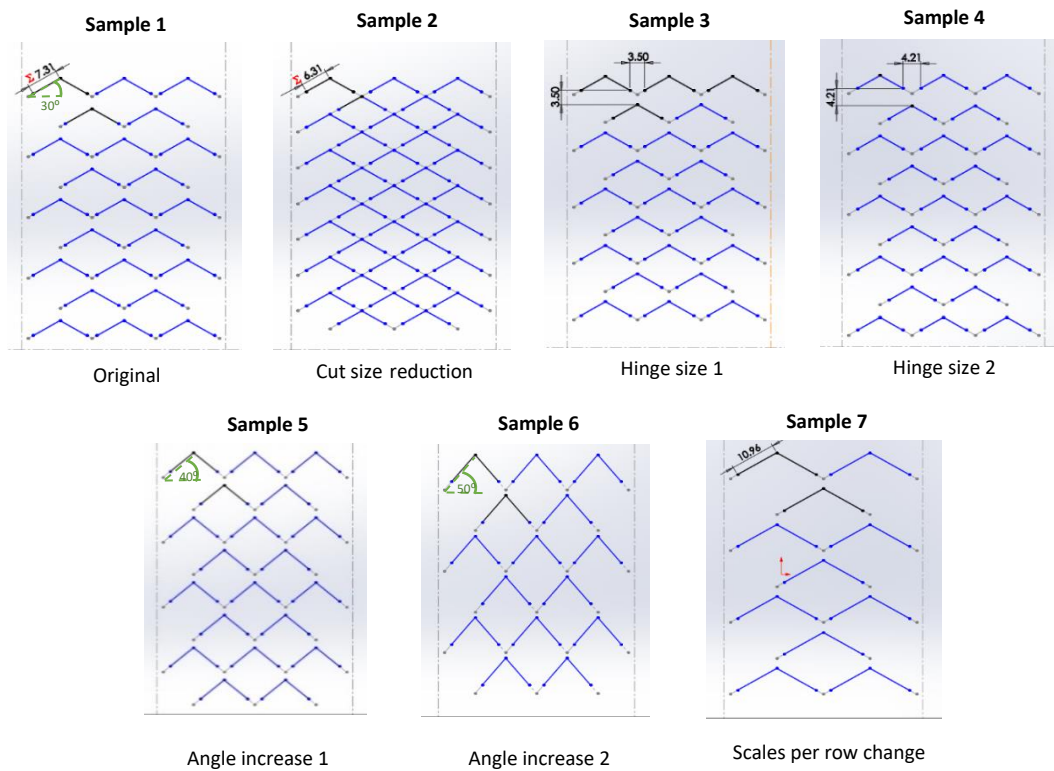 Sample 1
Sample 2
Sample 3
Sample 4
Σ 7.31
30°
Σ 6.31
3.50
3.50
4.21
4.21
Original
Cut size reduction
Hinge size 1
Hinge size 2
Sample 5
Sample 6
Sample 7
40°
50°
10.96
Angle increase 1
Angle increase 2
Scales per row change